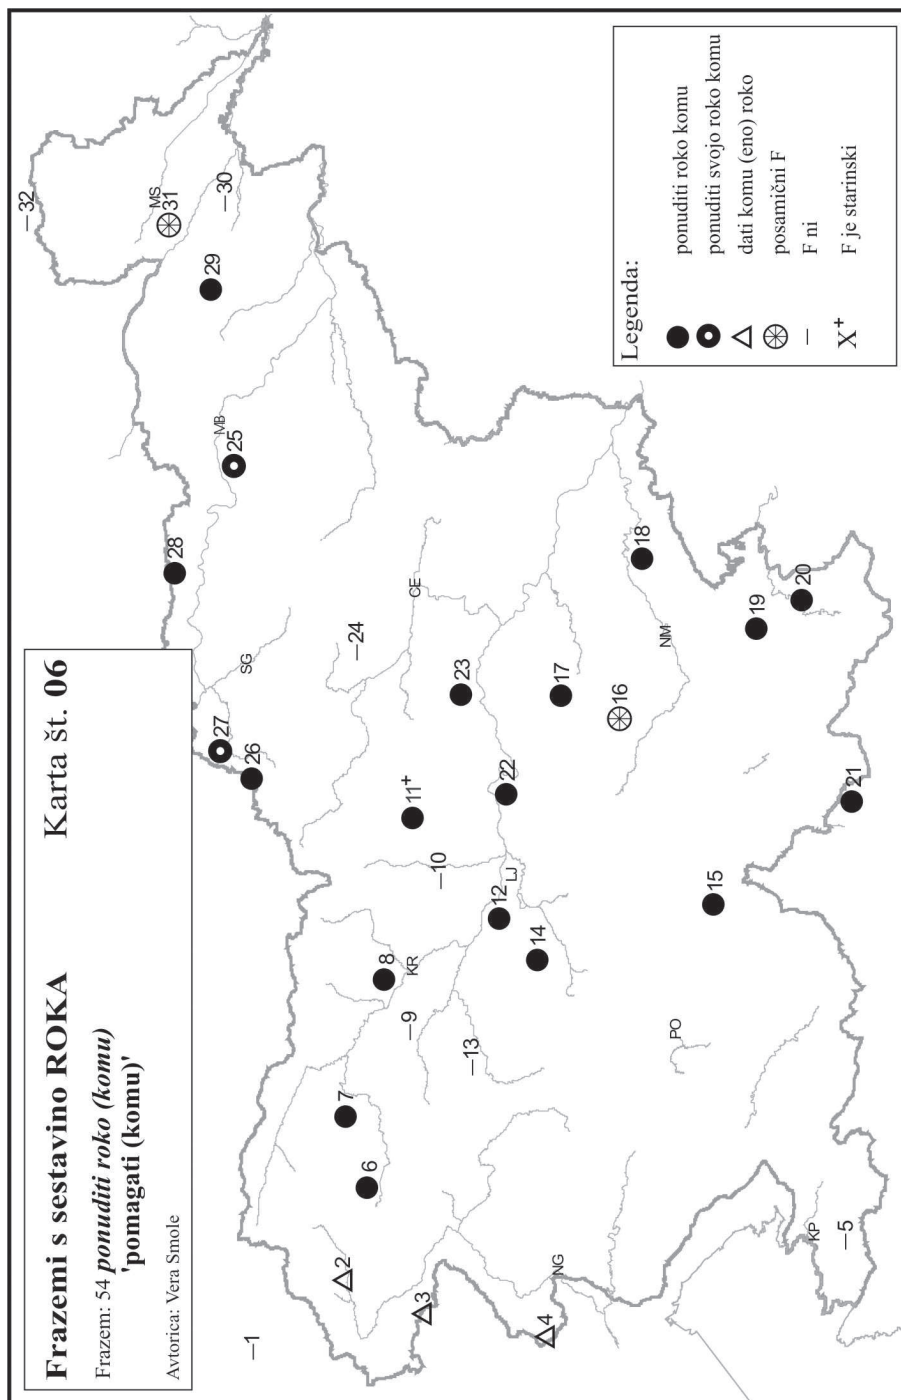 Frazemi s sestavino ROKA Karta št. 06
Frazem: 54 ponuditi roko (komu)
'pomagati (komu)'
Avtorica: Vera Smole
Legenda:
ponuditi roko komu
ponuditi svojo roko komu
dati komu (eno) roko
posamični F
– F ni
X⁺ F je starinski
–1
2
3
4
–5
6
7
8
–9
–10
11⁺
12
–13
14
15
16
17
18
19
20
21
22
23
–24
25
26
27
28
29
–30
31
–32
MS
MB
SG
CE
KR
LJ
NM
PO
NG
KP